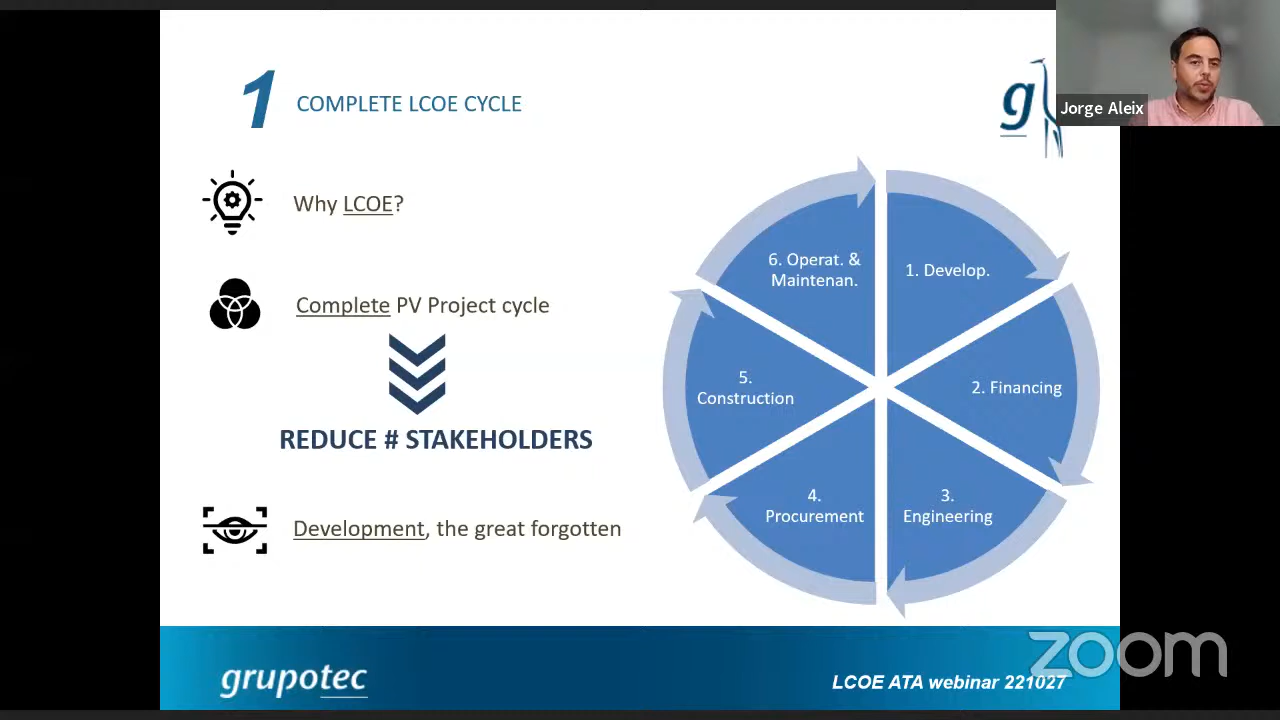 1 COMPLETE LCOE CYCLE
g
Jorge Aleix
Why LCOE?
Complete PV Project cycle
REDUCE # STAKEHOLDERS
Development, the great forgotten
6. Operat. &
Maintenan.
1. Develop.
5.
Construction
2. Financing
4.
Procurement
3.
Engineering
grupotec
LCOE ATA webinar 221027
zoom